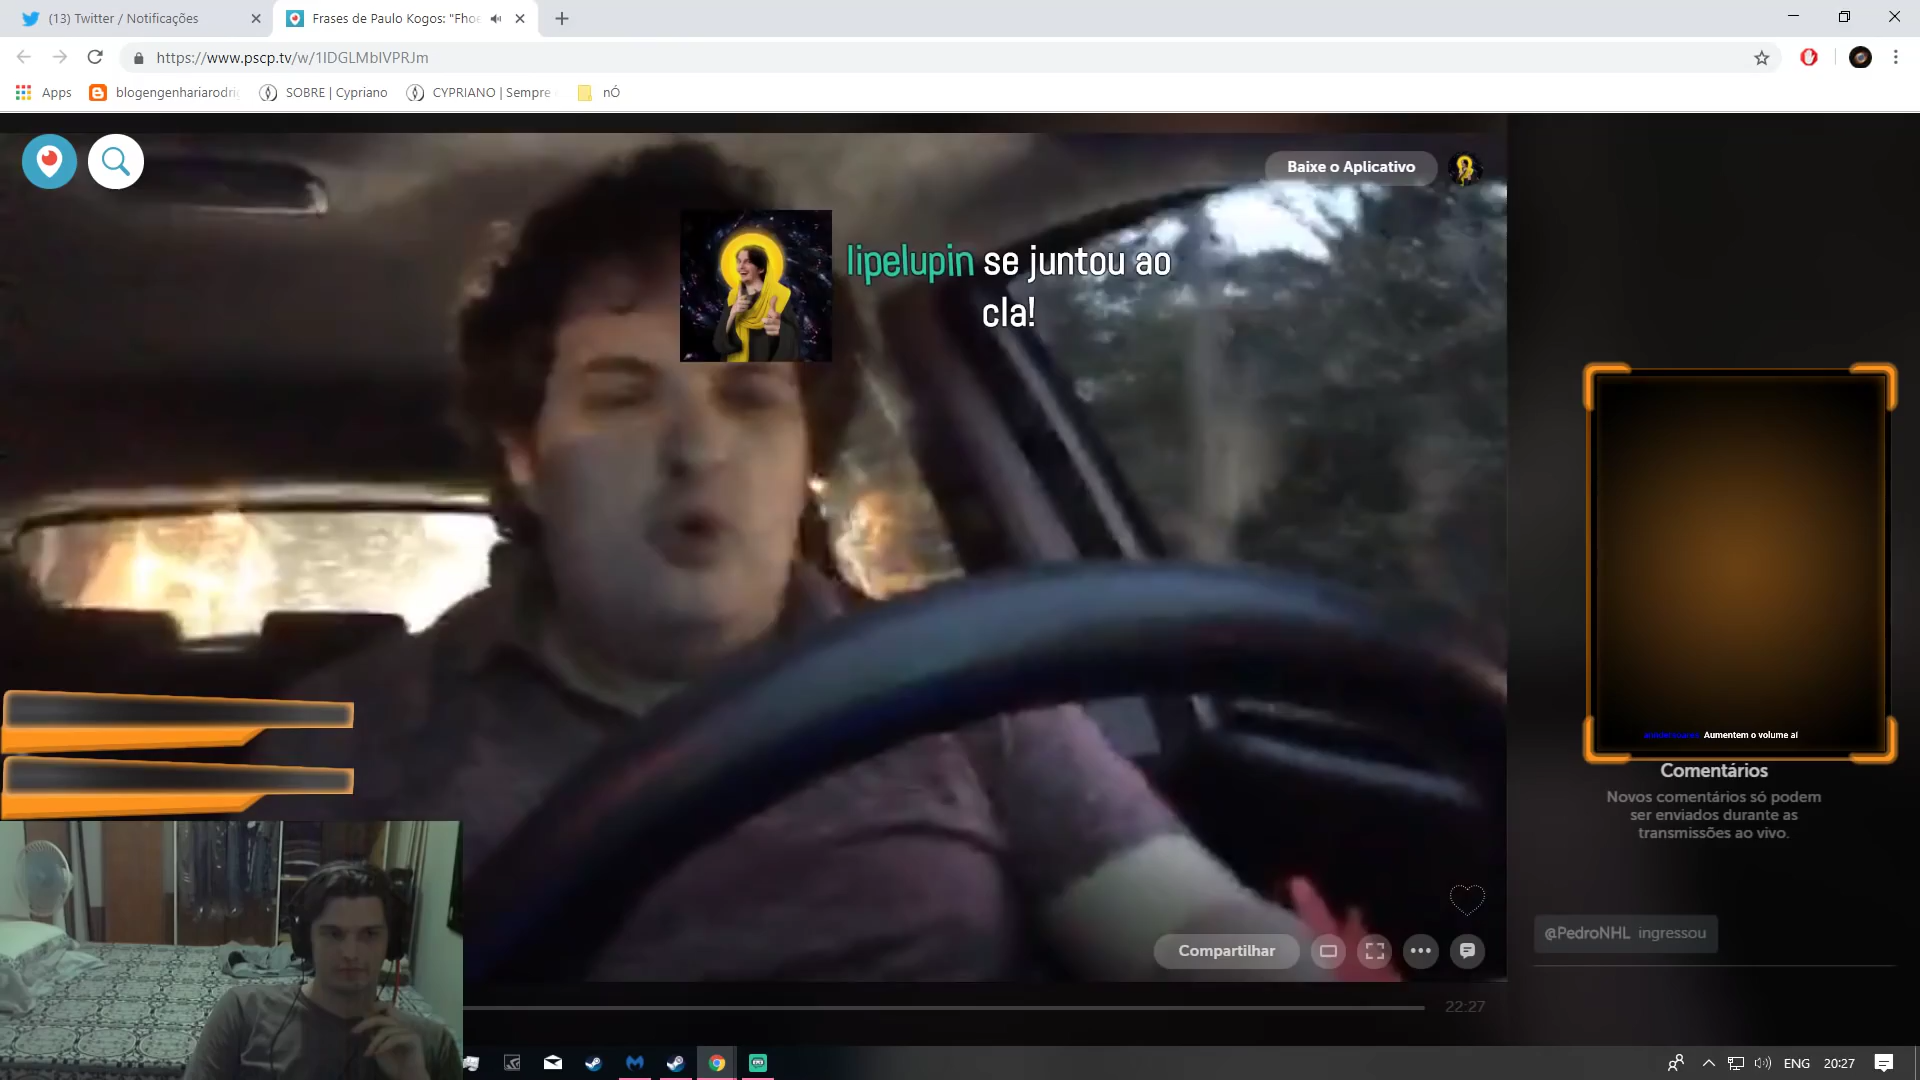 (13) Twitter / Notificações
Frases de Paulo Kogos: "Fhoe
https://www.pscp.tv/w/1IDGLMbIVPRJm
Apps
blogengenhariarodri
SOBRE | Cypriano
CYPRIANO | Sempre
nÓ
Baixe o Aplicativo
lipelupin se juntou ao
cla!
Aumentem o volume aí
Comentários
Novos comentários só podem
ser enviados durante as
transmissões ao vivo.
@PedroNHL ingressou
Compartilhar
22:27
ENG
20:27